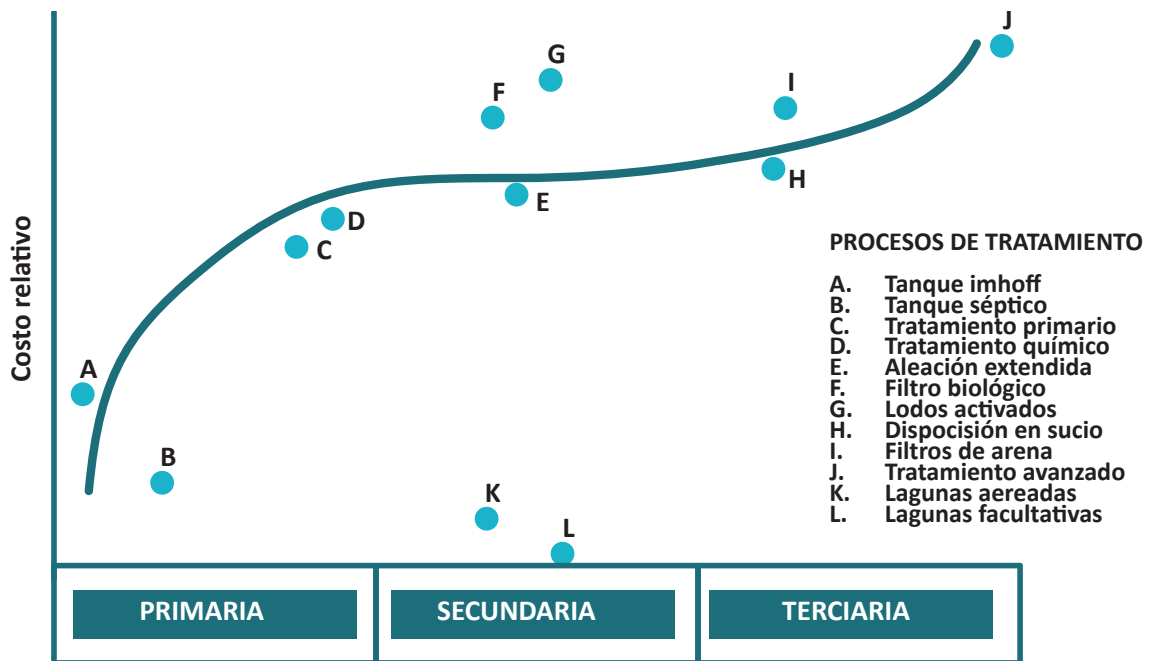 Costo relativo
A
B
C
D
E
F
G
H
I
J
K
L
PROCESOS DE TRATAMIENTO
A. Tanque imhoff
B. Tanque séptico
C. Tratamiento primario
D. Tratamiento químico
E. Aleación extendida
F. Filtro biológico
G. Lodos activados
H. Dispocisión en sucio
I. Filtros de arena
J. Tratamiento avanzado
K. Lagunas aereadas
L. Lagunas facultativas
PRIMARIA
SECUNDARIA
TERCIARIA